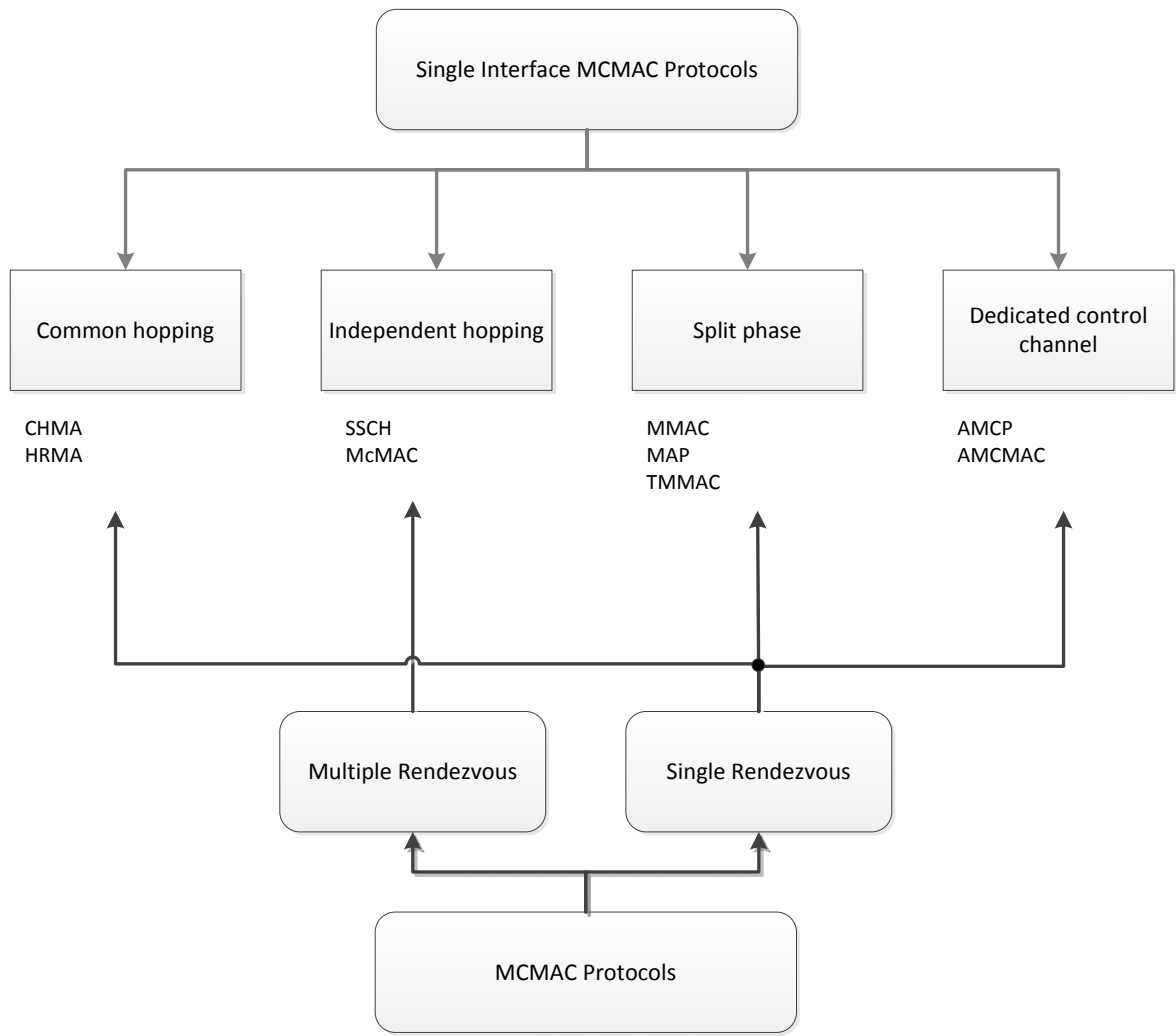 Single Interface MCMAC Protocols
Common hopping
Independent hopping
Split phase
Dedicated control
channel
CHMA
HRMA
SSCH
McMAC
MMAC
MAP
TMMAC
AMCP
AMCMAC
Multiple Rendezvous
Single Rendezvous
MCMAC Protocols